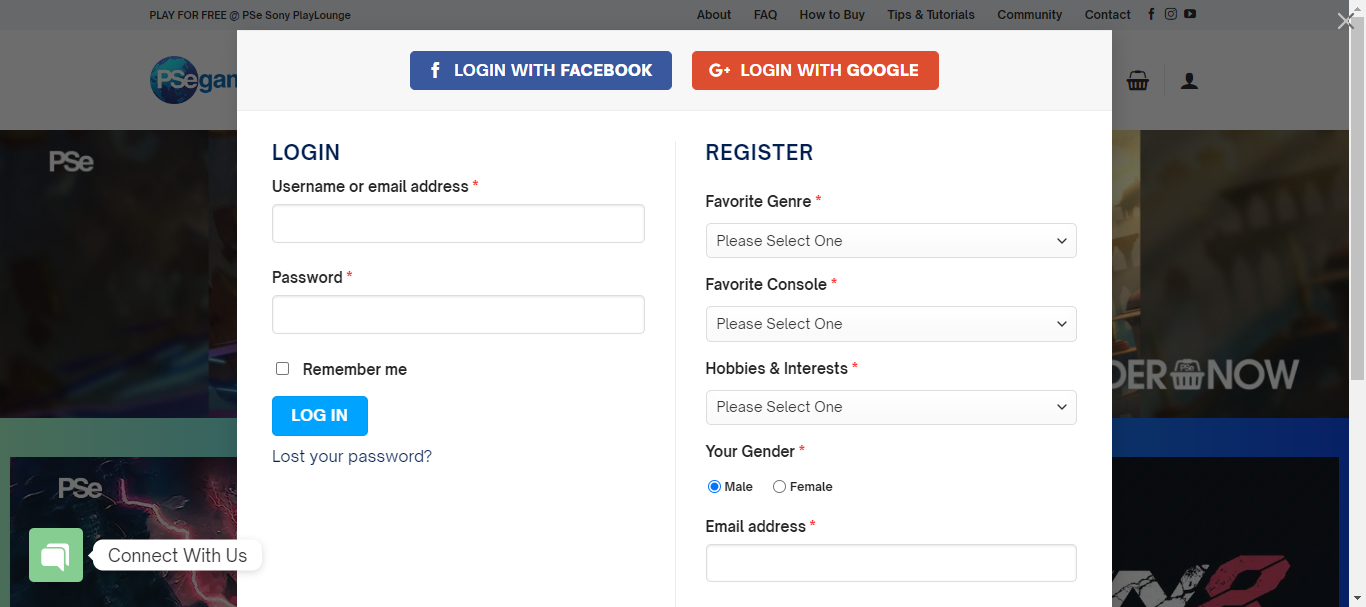 PLAY FOR FREE @ PSe Sony PlayLounge
About FAQ How to Buy Tips & Tutorials Community Contact
PSegam
LOGIN WITH FACEBOOK
G+ LOGIN WITH GOOGLE
PSe
LOGIN
Username or email address *
Password *
Remember me
LOG IN
Lost your password?
REGISTER
Favorite Genre *
Please Select One
Favorite Console *
Please Select One
Hobbies & Interests *
Please Select One
Your Gender *
Male Female
Email address *
DER NOW
PSe
Connect With Us